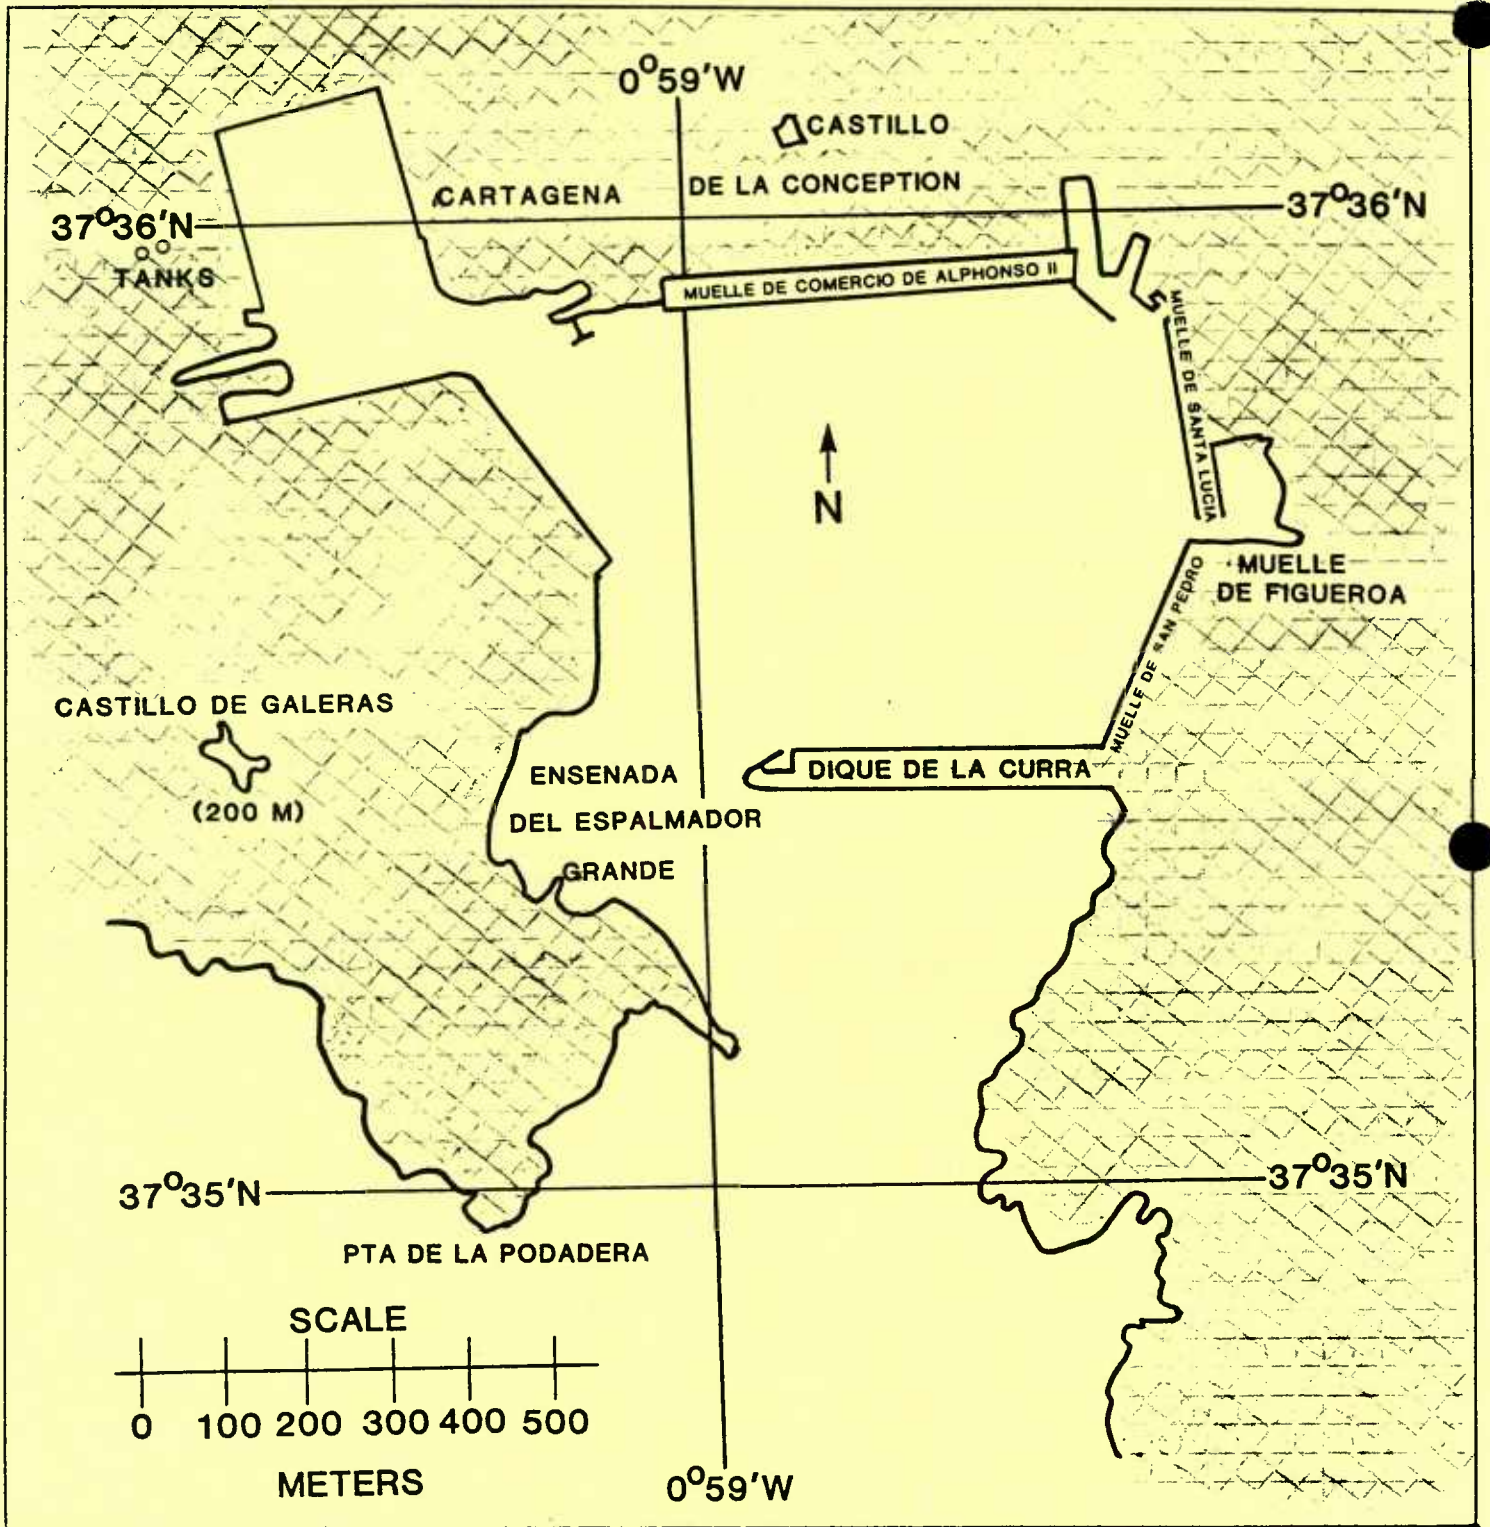 0°59'W
CASTILLO
DE LA CONCEPTION
CARTAGENA
37°36'N
37°36'N
TANKS
MUELLE DE COMERCIO DE ALPHONSO II
MUELLE DE SANTA LUCIA
N
MUELLE
DE FIGUEROA
MUELLE DE SAN PEDRO
CASTILLO DE GALERAS
(200 M)
ENSENADA
DEL ESPALMADOR
GRANDE
DIQUE DE LA CURRA
37°35'N
37°35'N
PTA DE LA PODADERA
SCALE
0 100 200 300 400 500
METERS
0°59'W